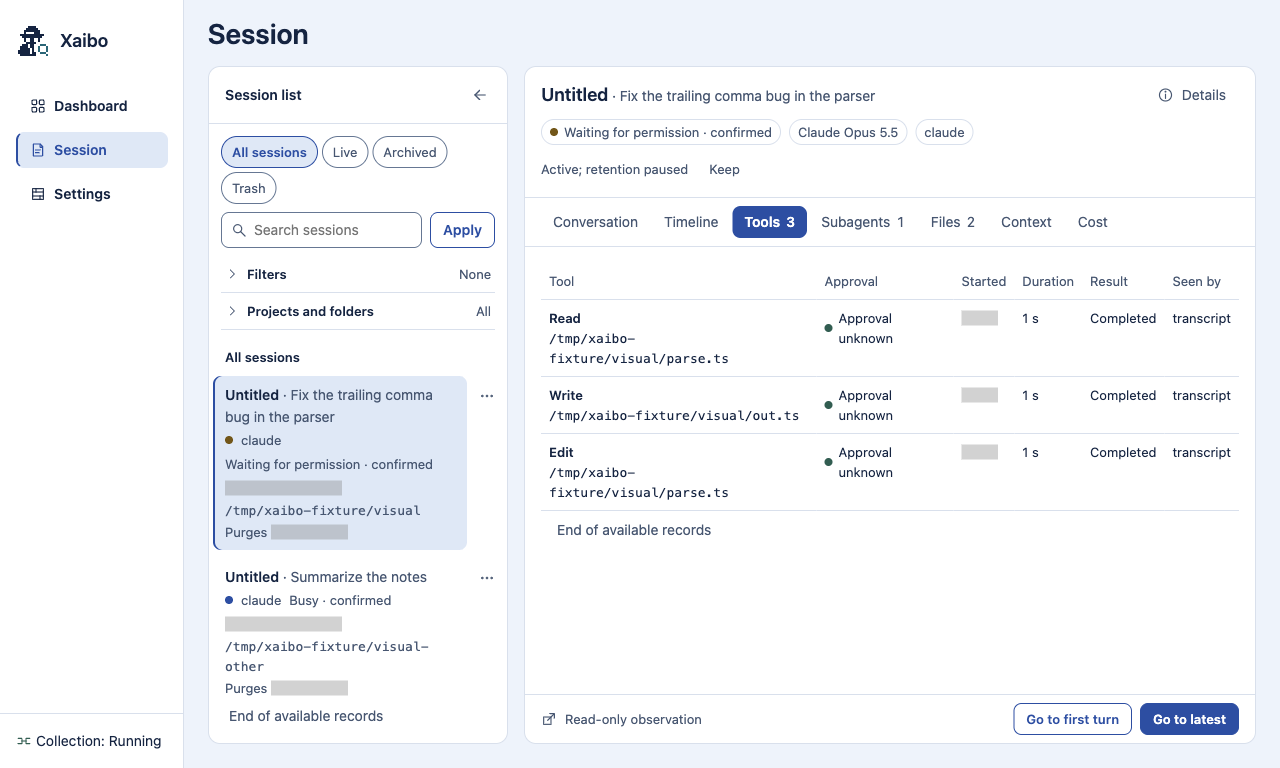 Xaibo
Dashboard
Session
Settings
Collection: Running
Session
Session list
All sessions
Live
Archived
Trash
Search sessions
Apply
Filters
None
Projects and folders
All
All sessions
Untitled · Fix the trailing comma
bug in the parser
claude
Waiting for permission · confirmed
/tmp/xaibo-fixture/visual
Purges
Untitled · Summarize the notes
claude Busy · confirmed
/tmp/xaibo-fixture/visual-
other
Purges
End of available records
Untitled · Fix the trailing comma bug in the parser
Details
Waiting for permission · confirmed
Claude Opus 5.5
claude
Active; retention paused
Keep
Conversation
Timeline
Tools 3
Subagents 1
Files 2
Context
Cost
Tool
Approval
Started
Duration
Result
Seen by
Read
/tmp/xaibo-
fixture/visual/parse.ts
Approval
unknown
1 s
Completed
transcript
Write
/tmp/xaibo-fixture/visual/out.ts
Approval
unknown
1 s
Completed
transcript
Edit
/tmp/xaibo-
fixture/visual/parse.ts
Approval
unknown
1 s
Completed
transcript
End of available records
Read-only observation
Go to first turn
Go to latest